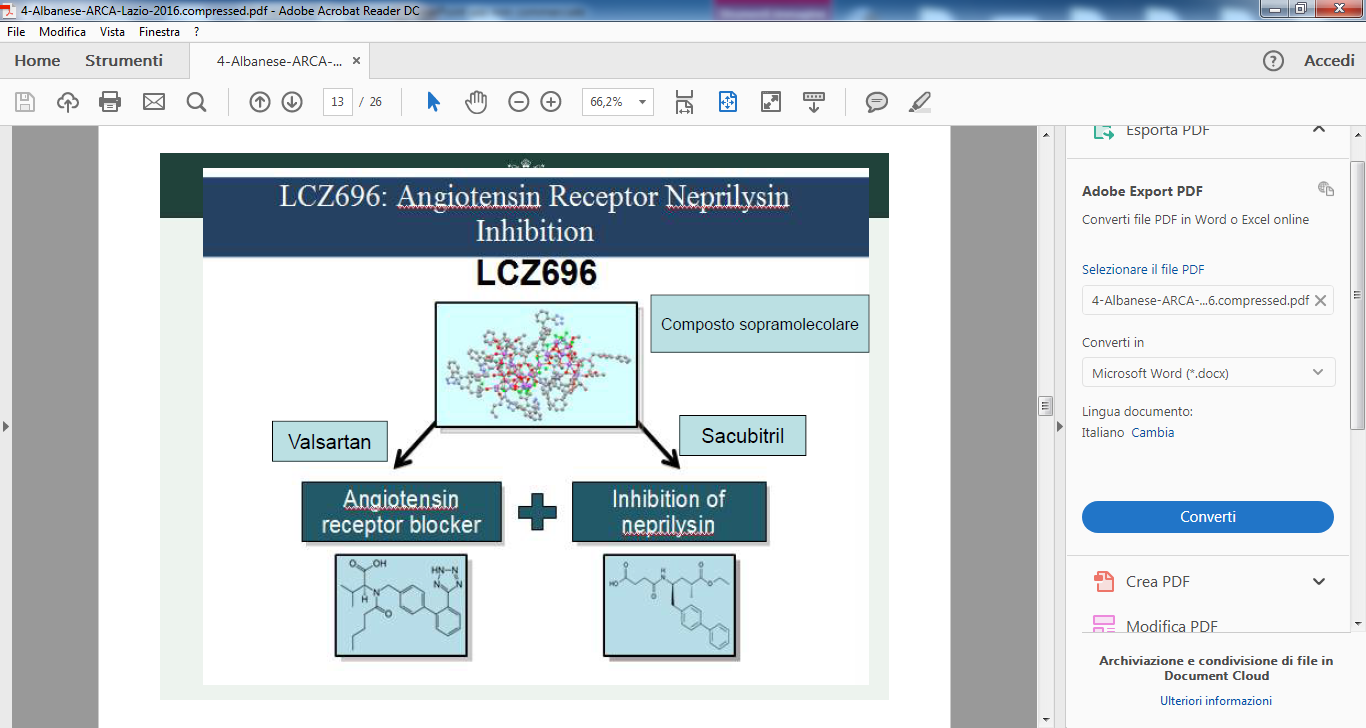 4-Albanese-ARCA-Lazio-2016.compressed.pdf - Adobe Acrobat Reader DC
File Modifica Vista Finestra ?
Home Strumenti 4-Albanese-ARCA-... × ? Accedi
13 / 26 66,2%
LCZ696: Angiotensin Receptor Neprilysin
Inhibition
LCZ696
Composto sopramolecolare
Valsartan
Sacubitril
Angiotensin
receptor blocker
Inhibition of
neprilysin
O OH
HN N
N N
N
H
O
HO
O
O
H
N
O
O
Esporta PDF
Adobe Export PDF
Converti file PDF in Word o Excel online
Selezionare il file PDF
4-Albanese-ARCA-...6.compressed.pdf
Converti in
Microsoft Word (*.docx)
Lingua documento:
Italiano Cambia
Converti
Crea PDF
Modifica PDF
Archiviazione e condivisione di file in
Document Cloud
Ulteriori informazioni